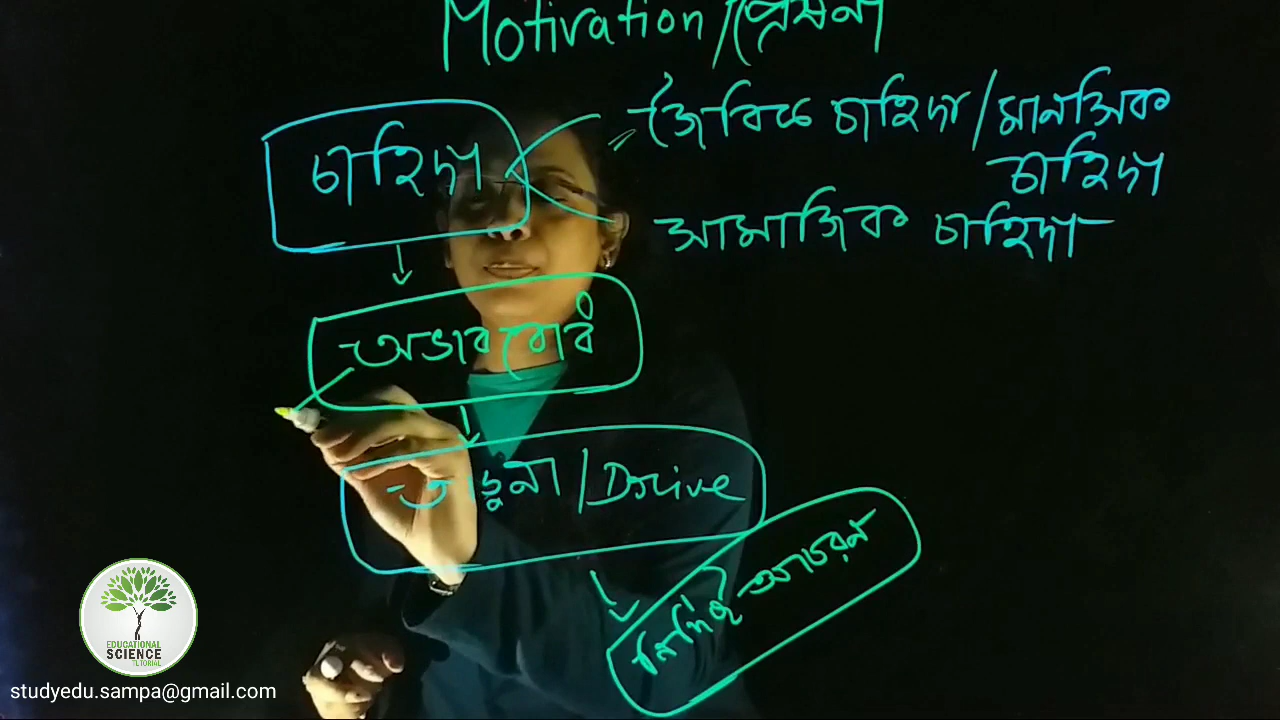 Motivation/প্রেষণা
চাহিদা
জৈবিক চাহিদা/মানসিক
চাহিদা
সামাজিক চাহিদা
অভাববোধ
তাড়না/Drive
নির্দিষ্ট আচরণ
EDUCATIONAL
SCIENCE
TUTORIAL
studyedu.sampa@gmail.com